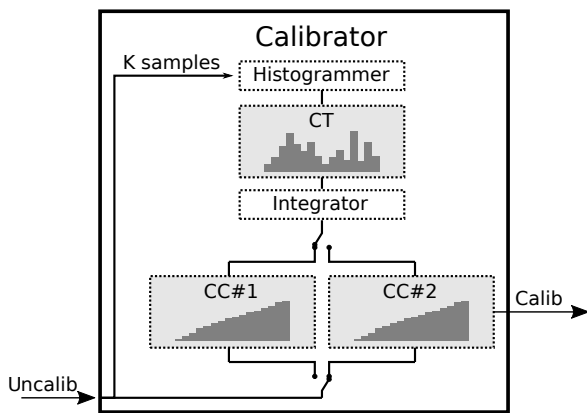 Calibrator
K samples
Histogrammer
CT
Integrator
CC#1
CC#2
Calib
Uncalib